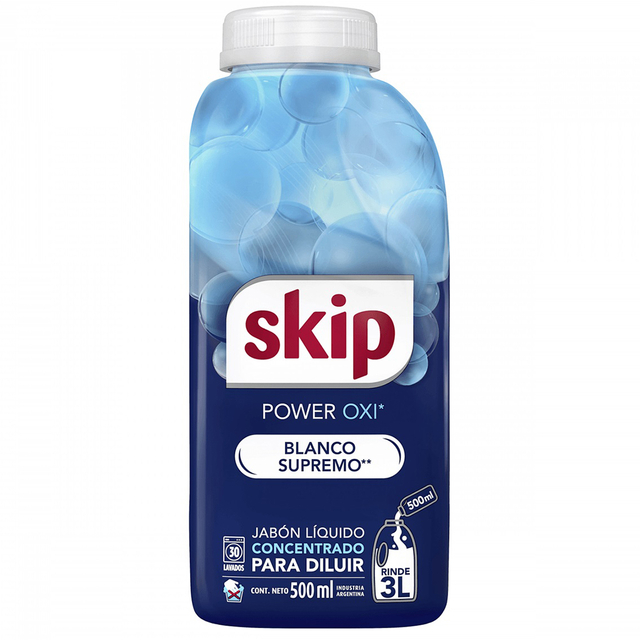 skip
POWER OXI*
BLANCO
SUPREMO**
500ml
JABÓN LÍQUIDO
CONCENTRADO
PARA DILUIR
30
LAVADOS
RINDE
3L
CONT. NETO 500 ml INDUSTRIA
ARGENTINA